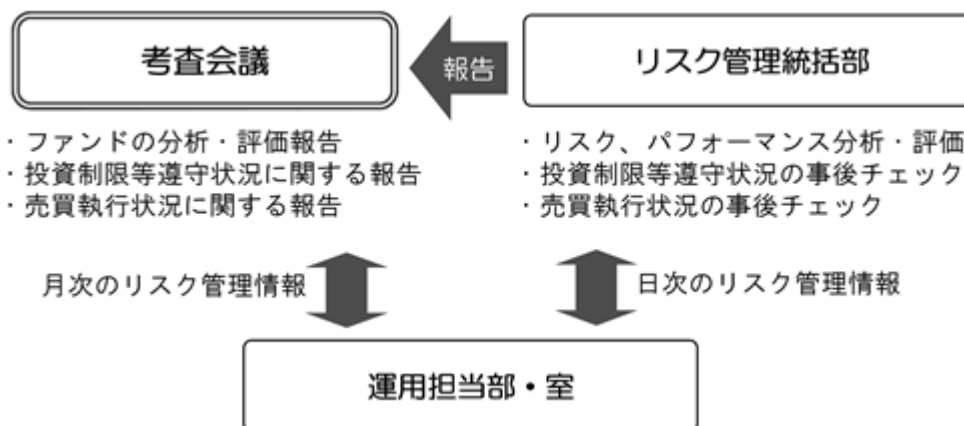 考査会議
報告
リスク管理統括部
・ファンドの分析・評価報告
・投資制限等遵守状況に関する報告
・売買執行状況に関する報告
・リスク、パフォーマンス分析・評価
・投資制限等遵守状況の事後チェック
・売買執行状況の事後チェック
月次のリスク管理情報
日次のリスク管理情報
運用担当部・室